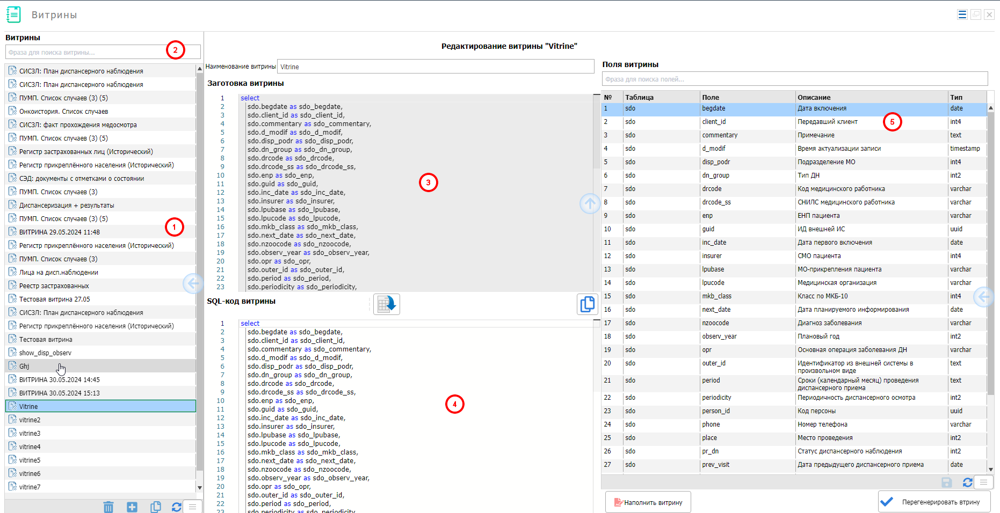 Витрины
Витрины
Фраза для поиска витрины...
2
СИСЗЛ: План диспансерного наблюдения
СИСЗЛ: План диспансерного наблюдения
ПУМП. Список случаев (3) (5)
Онкоистория. Список случаев
СИСЗЛ: факт прохождения медосмотра
ПУМП. Список случаев (3) (5)
Регистр застрахованных лиц (Исторический)
Регистр прикреплённого населения (Исторический)
СЭД: документы с отметками о состоянии
ПУМП. Список случаев (3)
Диспансеризация + результаты
ПУМП. Список случаев (3) (5)
1
ВИТРИНА 29.05.2024 11:48
Регистр прикреплённого населения (Исторический)
ПУМП. Список случаев (3)
Лица на дисп.наблюдении
Реестр застрахованных
Тестовая витрина 27.05
СИСЗЛ: План диспансерного наблюдения
Регистр прикреплённого населения (Исторический)
Тестовая витрина
show_disp_observ
Ghj
ВИТРИНА 30.05.2024 14:45
ВИТРИНА 30.05.2024 15:13
Vitrine
vitrine2
vitrine3
vitrine4
vitrine5
vitrine6
vitrine7
Редактирование витрины "Vitrine"
Наименование витрины Vitrine
Заготовка витрины
1 select
2 sdo.begdate as sdo_begdate,
3 sdo.client_id as sdo_client_id,
4 sdo.commentary as sdo_commentary,
5 sdo.d_modif as sdo_d_modif,
6 sdo.disp_podr as sdo_disp_podr,
7 sdo.dn_group as sdo_dn_group,
8 sdo.drcode as sdo_drcode,
9 sdo.drcode_ss as sdo_drcode_ss,
10 sdo.enp as sdo_enp,
11 sdo.guid as sdo_guid,
12 sdo.inc_date as sdo_inc_date,
13 sdo.insurer as sdo_insurer,
14 sdo.lpubase as sdo_lpubase,
15 sdo.lpucode as sdo_lpucode,
16 sdo.mkb_class as sdo_mkb_class,
17 sdo.next_date as sdo_next_date,
18 sdo.nzoocode as sdo_nzoocode,
19 sdo.observ_year as sdo_observ_year,
20 sdo.opr as sdo_opr,
21 sdo.outer_id as sdo_outer_id,
22 sdo.period as sdo_period,
23 sdo.periodicity as sdo_periodicity,
3
SQL-код витрины
1 select
2 sdo.begdate as sdo_begdate,
3 sdo.client_id as sdo_client_id,
4 sdo.commentary as sdo_commentary,
5 sdo.d_modif as sdo_d_modif,
6 sdo.disp_podr as sdo_disp_podr,
7 sdo.dn_group as sdo_dn_group,
8 sdo.drcode as sdo_drcode,
9 sdo.drcode_ss as sdo_drcode_ss,
10 sdo.enp as sdo_enp,
11 sdo.guid as sdo_guid,
12 sdo.inc_date as sdo_inc_date,
13 sdo.insurer as sdo_insurer,
14 sdo.lpubase as sdo_lpubase,
15 sdo.lpucode as sdo_lpucode,
16 sdo.mkb_class as sdo_mkb_class,
17 sdo.next_date as sdo_next_date,
18 sdo.nzoocode as sdo_nzoocode,
19 sdo.observ_year as sdo_observ_year,
20 sdo.opr as sdo_opr,
21 sdo.outer_id as sdo_outer_id,
22 sdo.period as sdo_period,
23 sdo.periodicity as sdo_periodicity,
4
Поля витрины
Фраза для поиска полей...
№ Таблица Поле Описание Тип
1 sdo begdate Дата включения date
2 sdo client_id Передавший клиент int4
5
3 sdo commentary Примечание text
4 sdo d_modif Время актуализации записи timestamp
5 sdo disp_podr Подразделение МО int4
6 sdo dn_group Тип ДН int2
7 sdo drcode Код медицинского работника varchar
8 sdo drcode_ss СНИЛС медицинского работника varchar
9 sdo enp ЕНП пациента varchar
10 sdo guid ИД внешней ИС uuid
11 sdo inc_date Дата первого включения date
12 sdo insurer СМО пациента int4
13 sdo lpubase МО-прикрепления пациента varchar
14 sdo lpucode Медицинская организация varchar
15 sdo mkb_class Класс по МКБ-10 int4
16 sdo next_date Дата планируемого информирования date
17 sdo nzoocode Диагноз заболевания varchar
18 sdo observ_year Плановый год int2
19 sdo opr Основная операция заболевания ДН varchar
20 sdo outer_id Идентификатор из внешней системы в text
произвольном виде
21 sdo period Сроки (календарный месяц) проведения text
диспансерного приема
22 sdo periodicity Периодичность диспансерного осмотра int2
23 sdo person_id Код персоны uuid
24 sdo phone Номер телефона varchar
25 sdo place Место проведения int2
26 sdo pr_dn Статус диспансерного наблюдения int2
27 sdo prev_visit Дата предыдущего диспансерного приема date
Наполнить витрину
Перегенерировать втрину